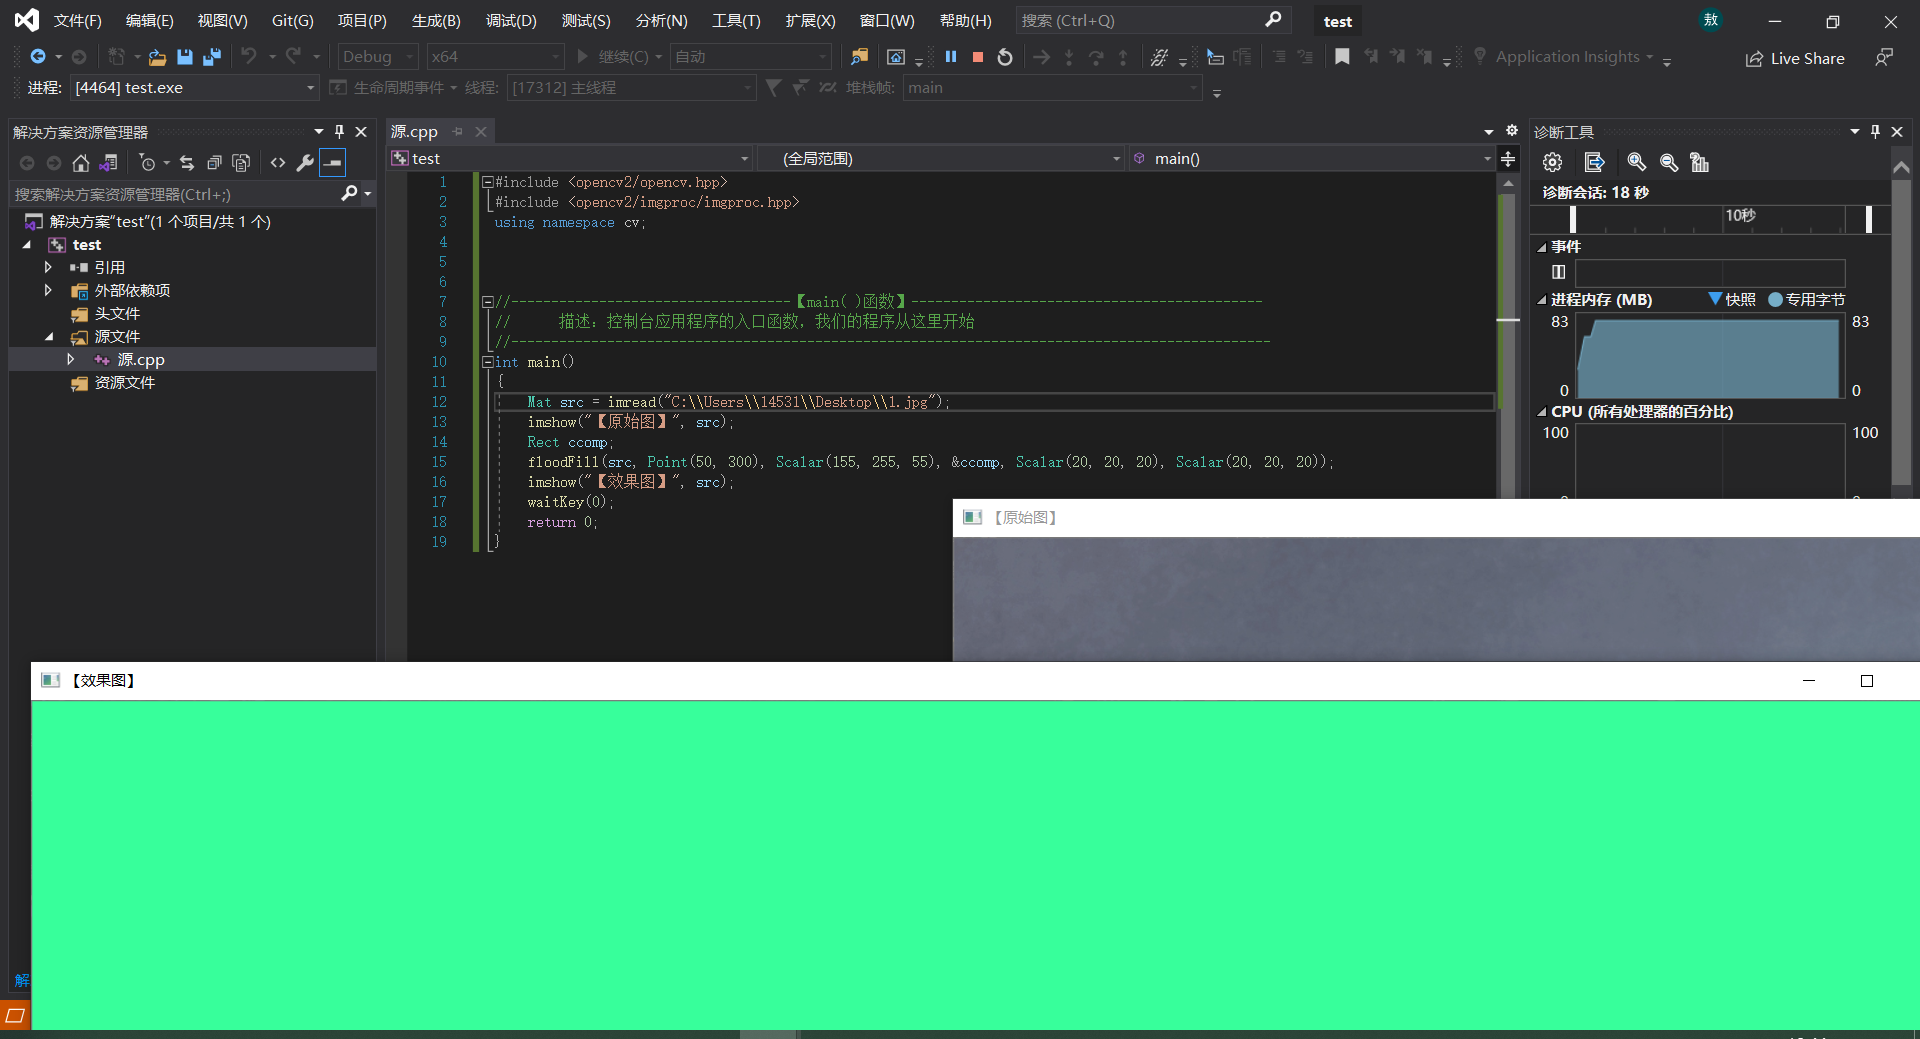 文件(F) 编辑(E) 视图(V) Git(G) 项目(P) 生成(B) 调试(D) 测试(S) 分析(N) 工具(T) 扩展(X) 窗口(W) 帮助(H) 搜索 (Ctrl+Q) test 敖
Debug x64 继续(C) 自动 Application Insights Live Share
进程: [4464] test.exe 生命周期事件 线程: [17312] 主线程 堆栈帧: main
解决方案资源管理器
搜索解决方案资源管理器(Ctrl+;)
解决方案"test"(1 个项目/共 1 个)
test
引用
外部依赖项
头文件
源文件
源.cpp
资源文件
解
源.cpp
test (全局范围) main()
1 #include <opencv2/opencv.hpp>
2 #include <opencv2/imgproc/imgproc.hpp>
3 using namespace cv;
4
5
6
7 //-----------------------------------【main( )函数】--------------------------------------------
8 // 描述：控制台应用程序的入口函数，我们的程序从这里开始
9 //-----------------------------------------------------------------------------------------------
10 int main()
11 {
12 Mat src = imread("C:\\Users\\14531\\Desktop\\1.jpg");
13 imshow("【原始图】", src);
14 Rect ccomp;
15 floodFill(src, Point(50, 300), Scalar(155, 255, 55), &ccomp, Scalar(20, 20, 20), Scalar(20, 20, 20));
16 imshow("【效果图】", src);
17 waitKey(0);
18 return 0;
19 }
诊断工具
诊断会话: 18 秒
10秒
事件
进程内存 (MB) 快照 专用字节
83 83
0 0
CPU (所有处理器的百分比)
100 100
【原始图】
【效果图】